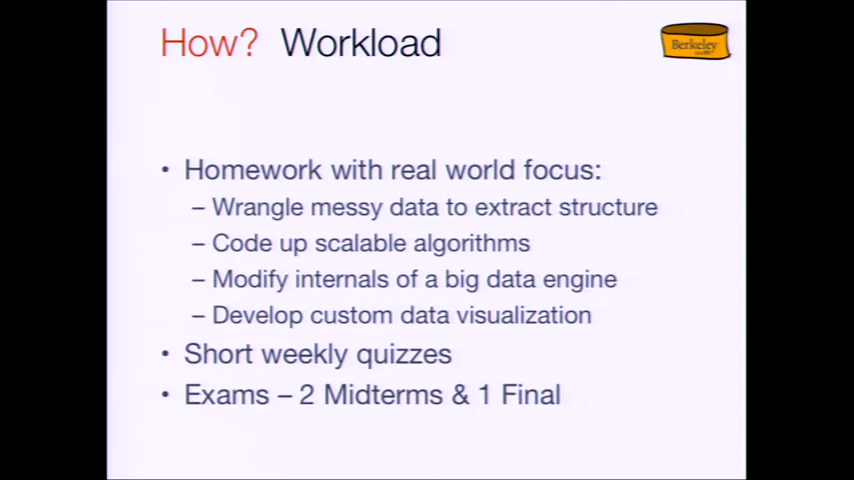 How? Workload
Berkeley
• Homework with real world focus:
– Wrangle messy data to extract structure
– Code up scalable algorithms
– Modify internals of a big data engine
– Develop custom data visualization
• Short weekly quizzes
• Exams – 2 Midterms & 1 Final